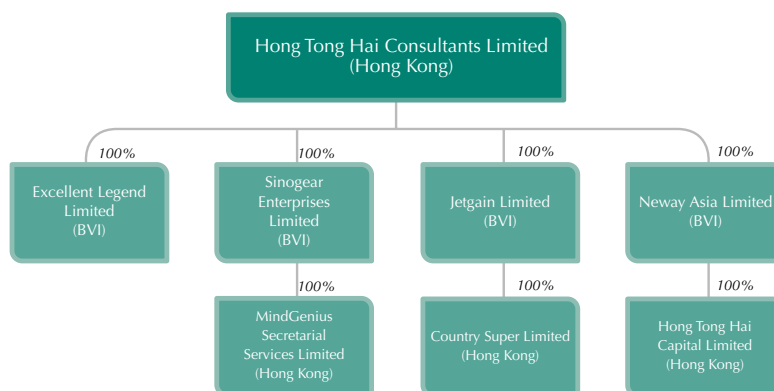 Hong Tong Hai Consultants Limited
(Hong Kong)
100%
100%
100%
100%
Excellent Legend
Limited
(BVI)
Sinogear
Enterprises
Limited
(BVI)
Jetgain Limited
(BVI)
Neway Asia Limited
(BVI)
100%
100%
100%
MindGenius
Secretarial
Services Limited
(Hong Kong)
Country Super Limited
(Hong Kong)
Hong Tong Hai
Capital Limited
(Hong Kong)